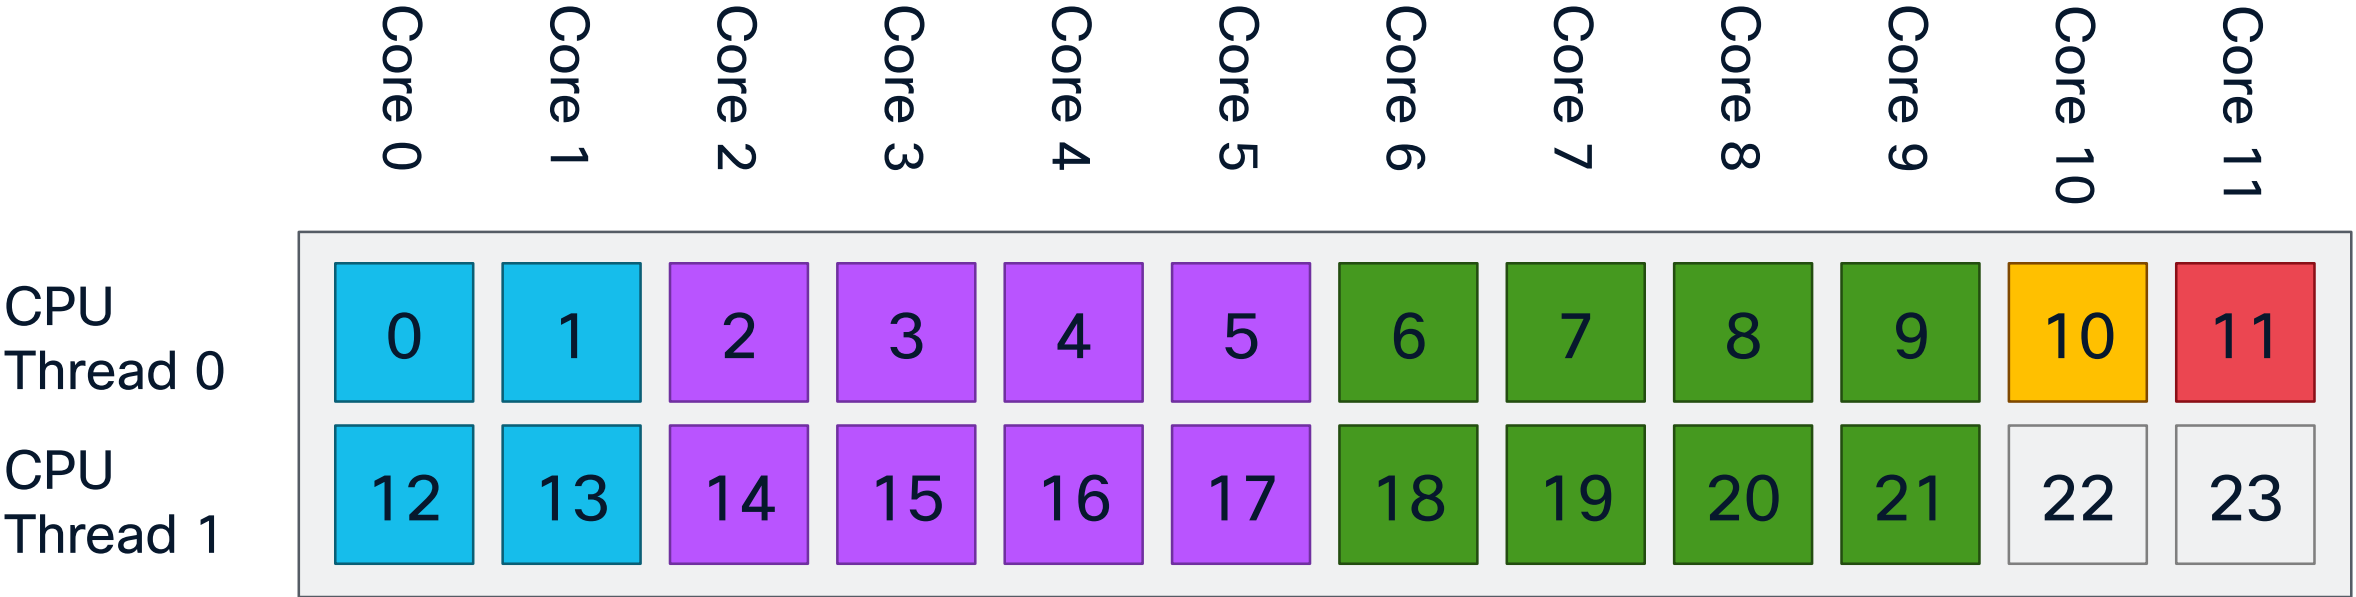 Core 0
Core 1
Core 2
Core 3
Core 4
Core 5
Core 6
Core 7
Core 8
Core 9
Core 10
Core 11
CPU
Thread 0
0 1 2 3 4 5 6 7 8 9 10 11
CPU
Thread 1
12 13 14 15 16 17 18 19 20 21 22 23